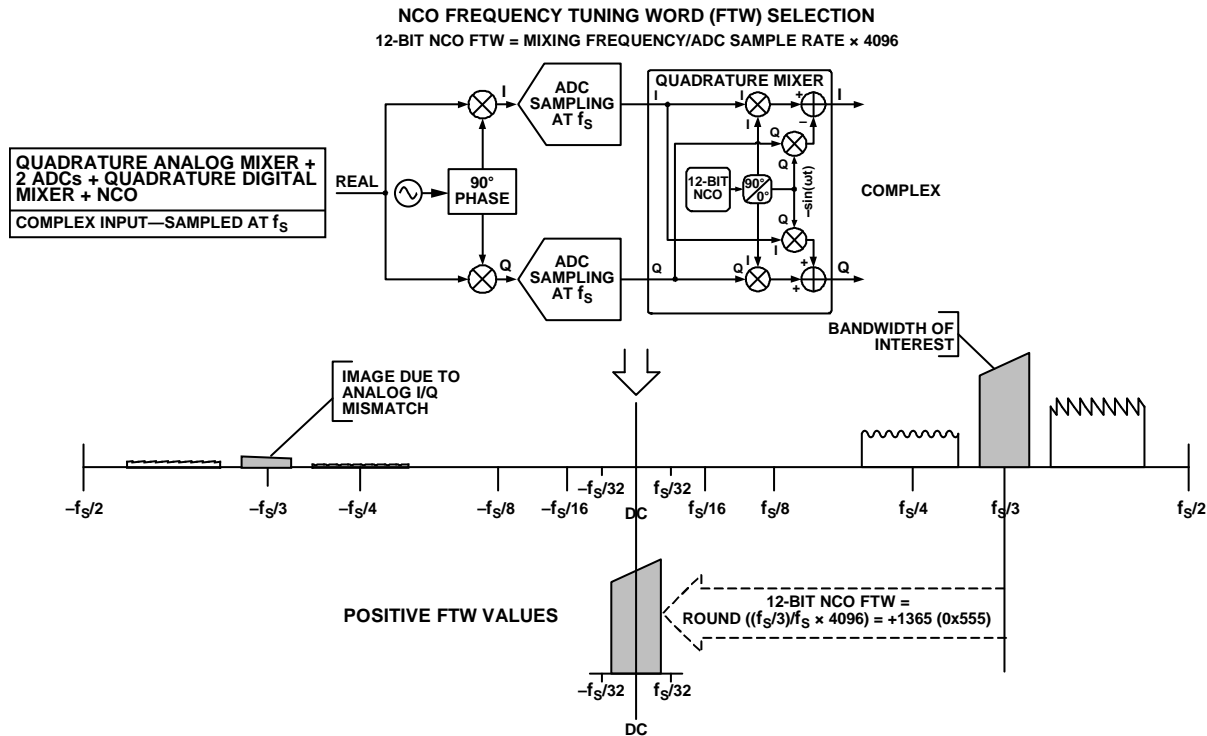 NCO FREQUENCY TUNING WORD (FTW) SELECTION
12-BIT NCO FTW = MIXING FREQUENCY/ADC SAMPLE RATE × 4096
QUADRATURE ANALOG MIXER +
2 ADCs + QUADRATURE DIGITAL
MIXER + NCO
COMPLEX INPUT—SAMPLED AT fS
REAL
90°
PHASE
I
ADC
SAMPLING
AT fS
Q
ADC
SAMPLING
AT fS
QUADRATURE MIXER
I
I
I
+
−
I
Q
Q
Q
12-BIT
NCO
90°
0°
–sin(ωt)
COMPLEX
Q
I
I
Q
Q
+
+
Q
BANDWIDTH OF
INTEREST
IMAGE DUE TO
ANALOG I/Q
MISMATCH
–fS/2
–fS/3
–fS/4
–fS/8
–fS/16
–fS/32
DC
fS/32
fS/16
fS/8
fS/4
fS/3
fS/2
POSITIVE FTW VALUES
12-BIT NCO FTW =
ROUND ((fS/3)/fS × 4096) = +1365 (0x555)
–fS/32
fS/32
DC